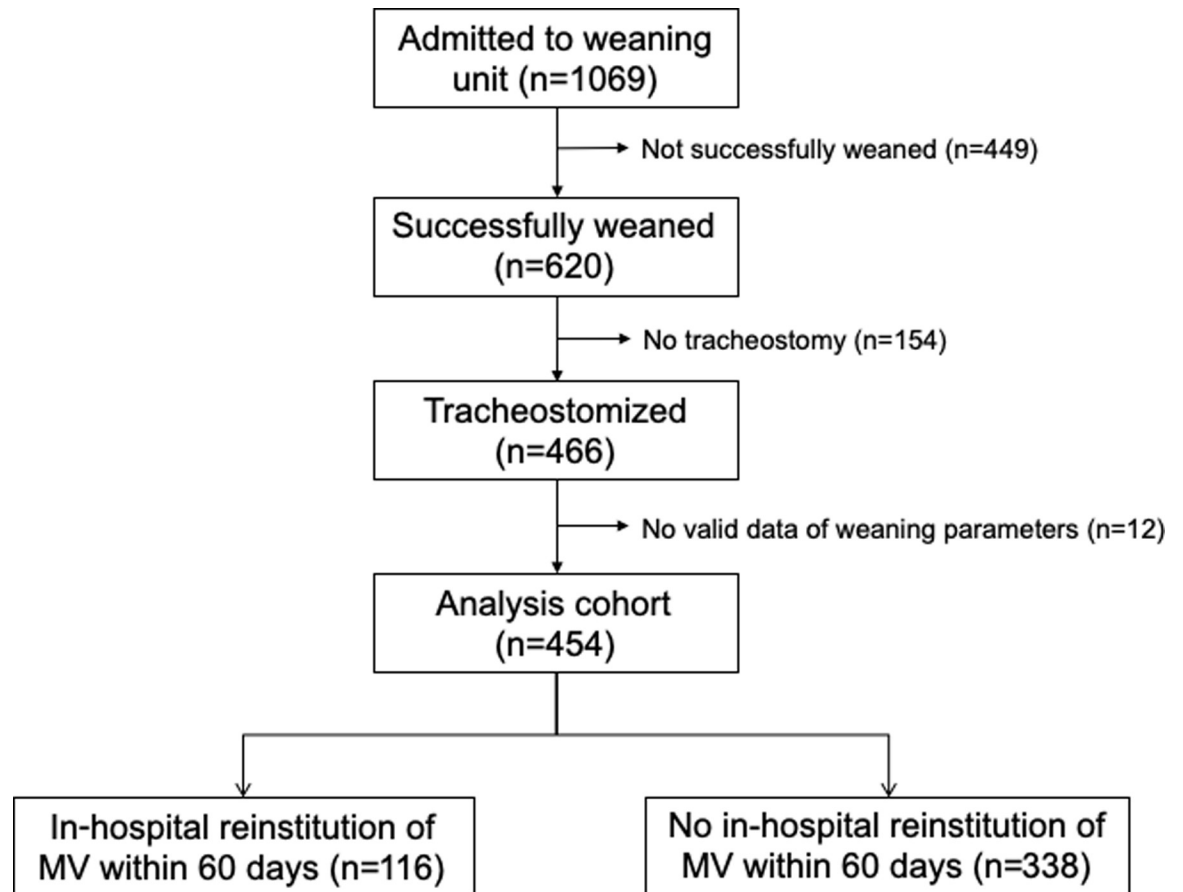 Admitted to weaning
unit (n=1069)
Not successfully weaned (n=449)
Successfully weaned
(n=620)
No tracheostomy (n=154)
Tracheostomized
(n=466)
No valid data of weaning parameters (n=12)
Analysis cohort
(n=454)
In-hospital reinstitution of
MV within 60 days (n=116)
No in-hospital reinstitution of
MV within 60 days (n=338)